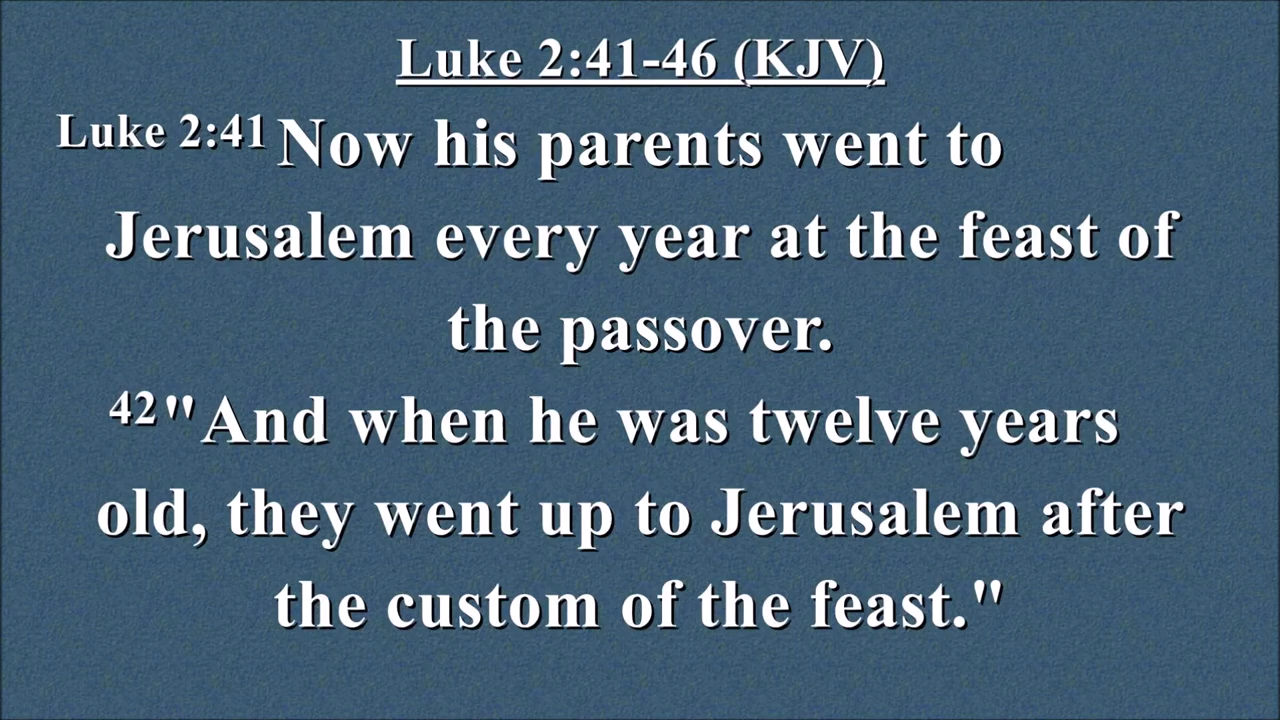 Luke 2:41-46 (KJV)
Luke 2:41 Now his parents went to
Jerusalem every year at the feast of
the passover.
42 "And when he was twelve years
old, they went up to Jerusalem after
the custom of the feast."